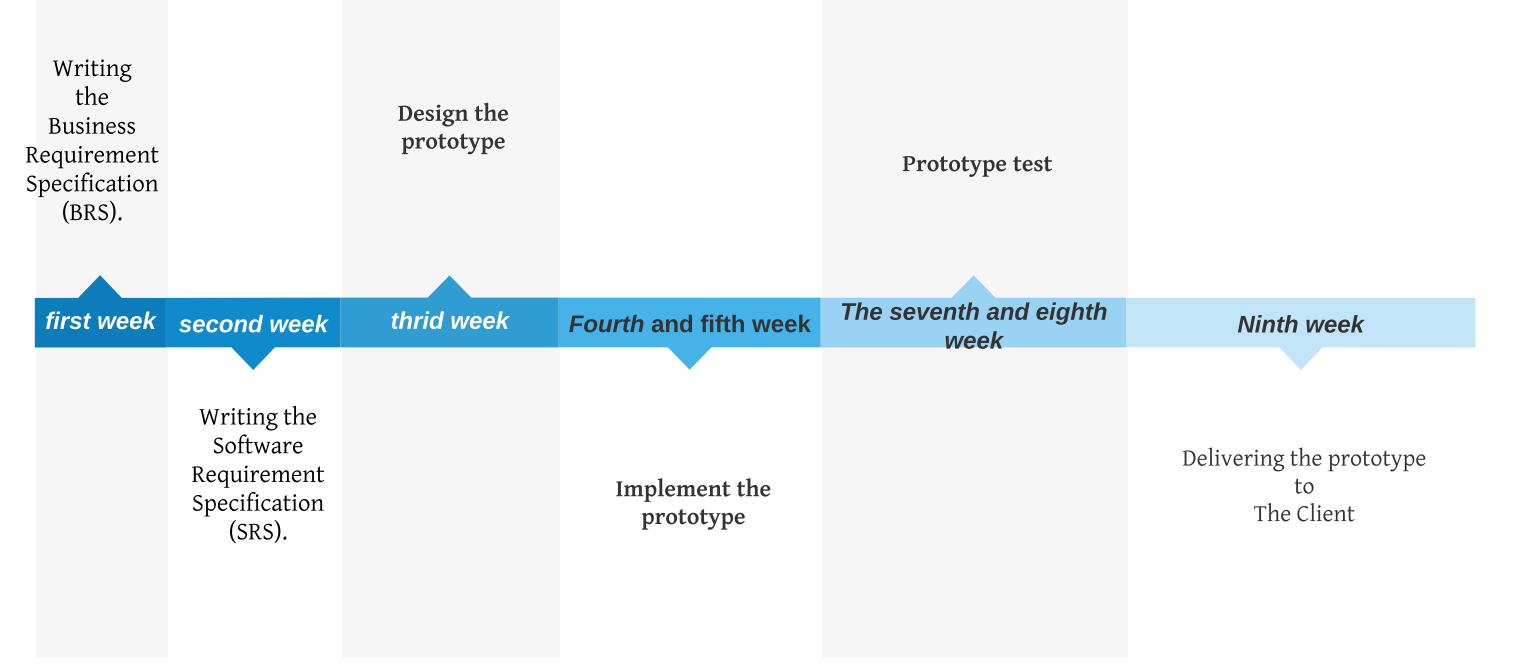 Writing
the
Business
Requirement
Specification
(BRS).
Design the
prototype
Prototype test
first week
second week
thrid week
Fourth and fifth week
The seventh and eighth
week
Ninth week
Writing the
Software
Requirement
Specification
(SRS).
Implement the
prototype
Delivering the prototype
to
The Client